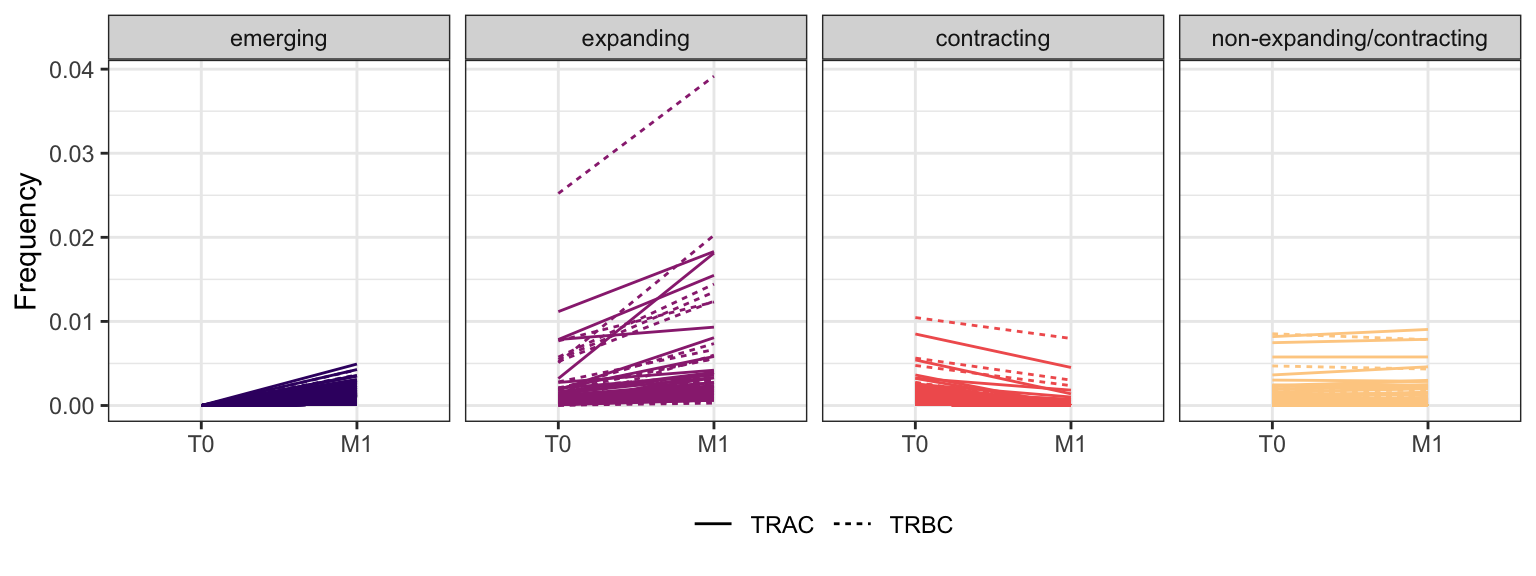 emerging expanding contracting non-expanding/contracting
Frequency
0.04
0.03
0.02
0.01
0.00
T0 M1 T0 M1 T0 M1 T0 M1
TRAC TRBC